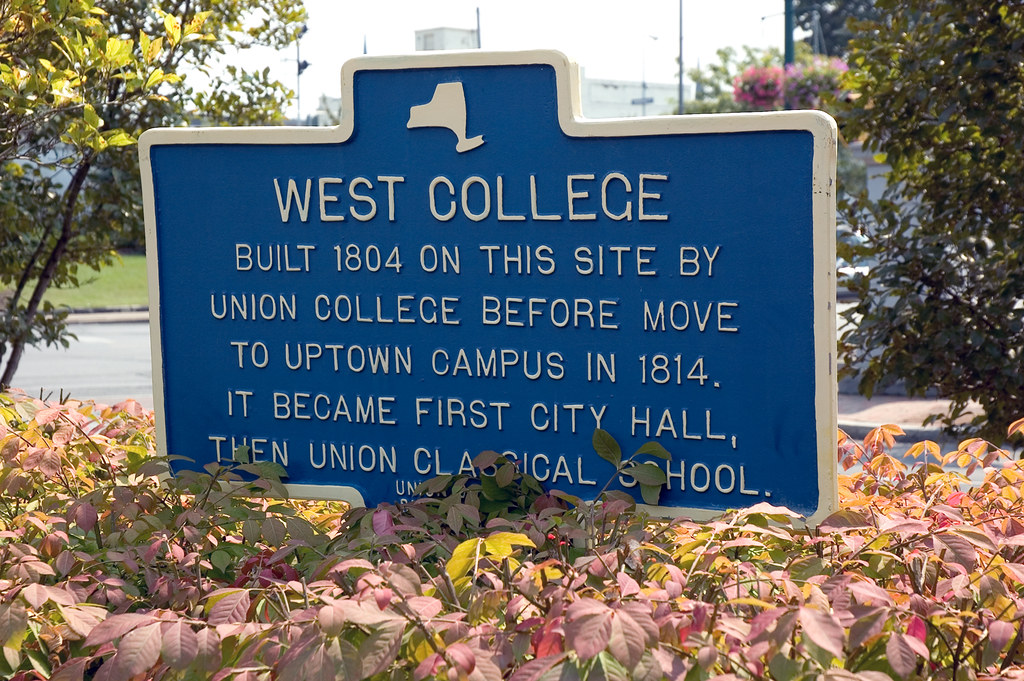 WEST COLLEGE
BUILT 1804 ON THIS SITE BY
UNION COLLEGE BEFORE MOVE
TO UPTOWN CAMPUS IN 1814.
IT BECAME FIRST CITY HALL,
THEN UNION CLASSICAL SCHOOL.